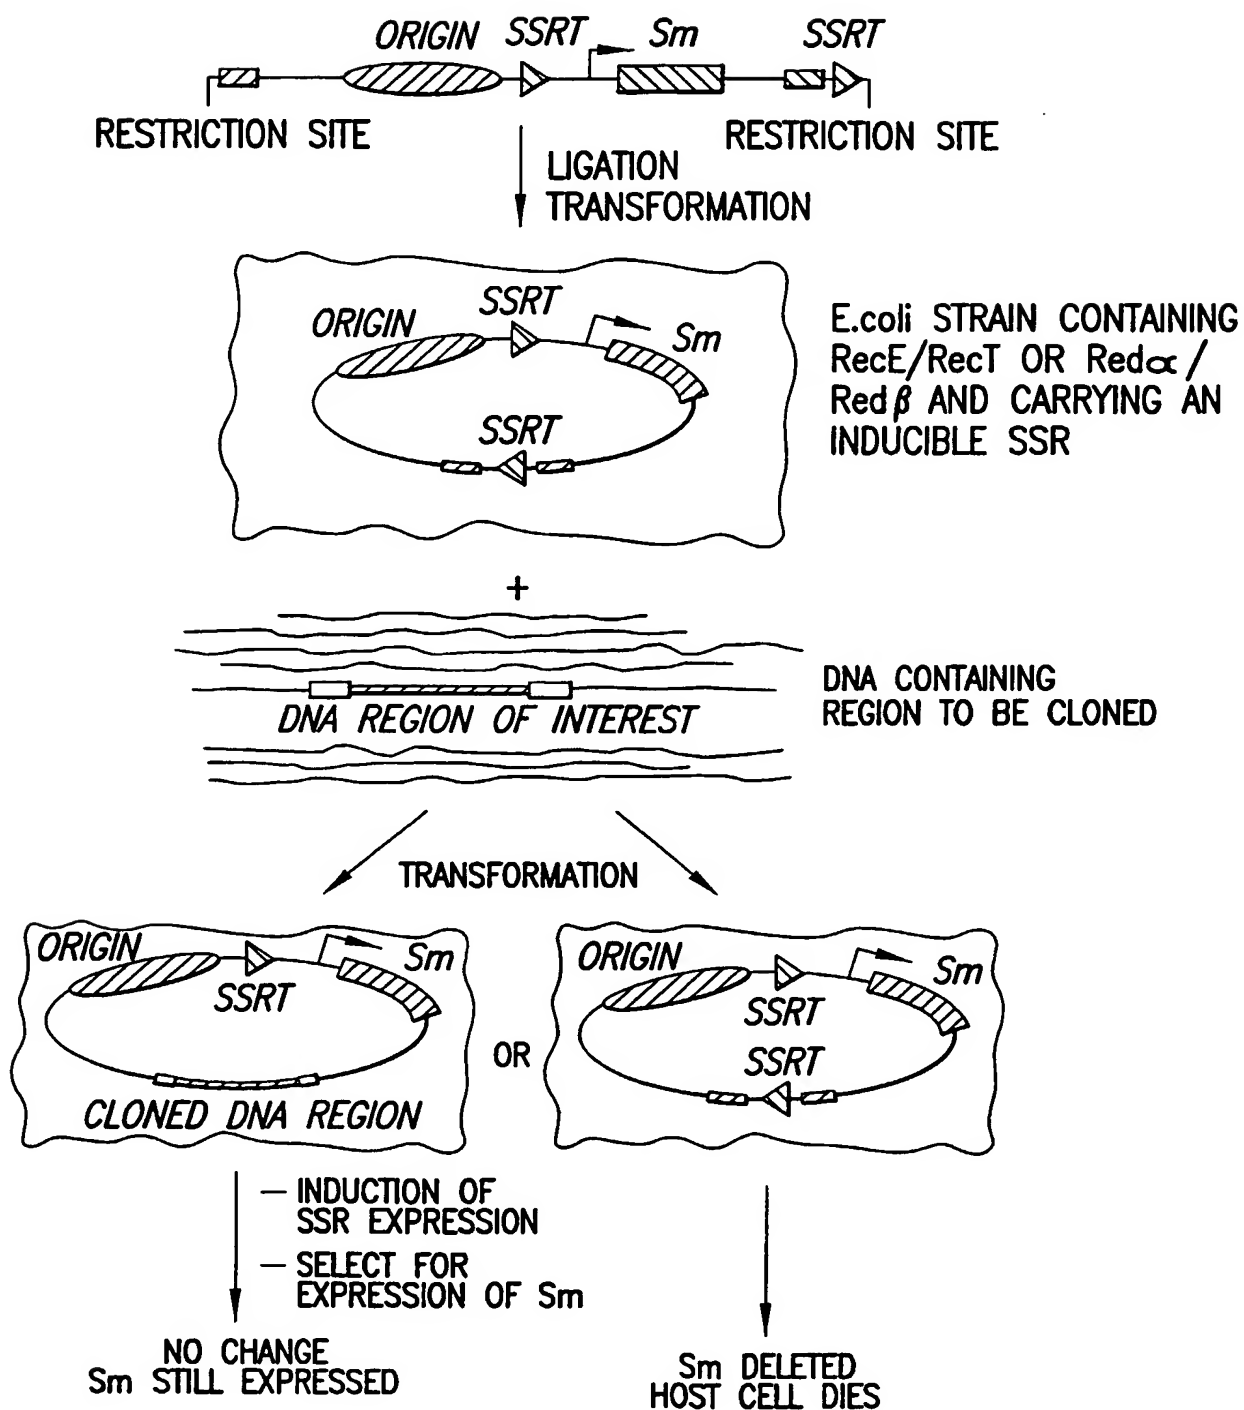 ORIGIN SSRT Sm SSRT
RESTRICTION SITE RESTRICTION SITE
LIGATION
TRANSFORMATION
SSRT
ORIGIN Sm
SSRT
E.coli STRAIN CONTAINING
RecE/RecT OR Redα/
Redβ AND CARRYING AN
INDUCIBLE SSR
+
DNA REGION OF INTEREST
DNA CONTAINING
REGION TO BE CLONED
TRANSFORMATION
ORIGIN Sm
SSRT
CLONED DNA REGION
OR
ORIGIN Sm
SSRT
SSRT
– INDUCTION OF
SSR EXPRESSION
– SELECT FOR
EXPRESSION OF Sm
NO CHANGE
Sm STILL EXPRESSED
Sm DELETED
HOST CELL DIES